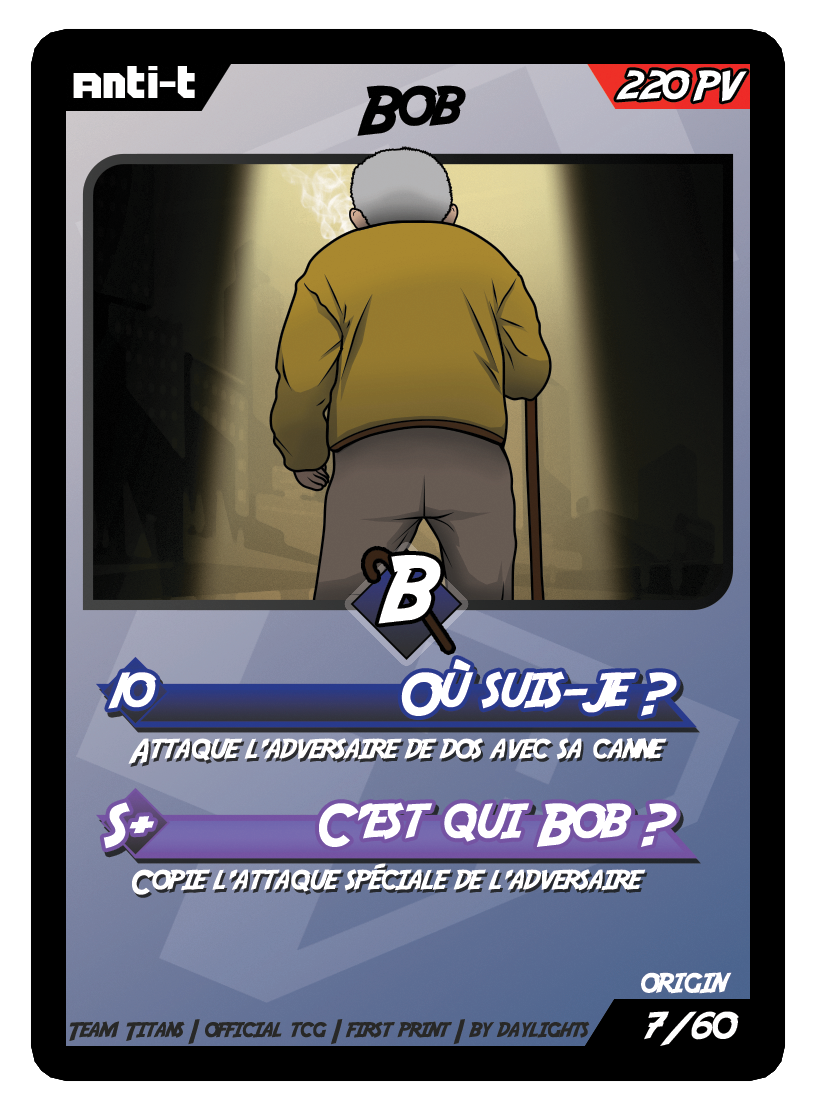 anti-t
BOB
220 PV
B
10
OÙ SUIS-JE ?
ATTAQUE L'ADVERSAIRE DE DOS AVEC SA CANNE
S+
C'EST QUI BOB ?
COPIE L'ATTAQUE SPÉCIALE DE L'ADVERSAIRE
ORIGIN
TEAM TITANS | OFFICIAL TCG | FIRST PRINT | BY DAYLIGHTS
7/60